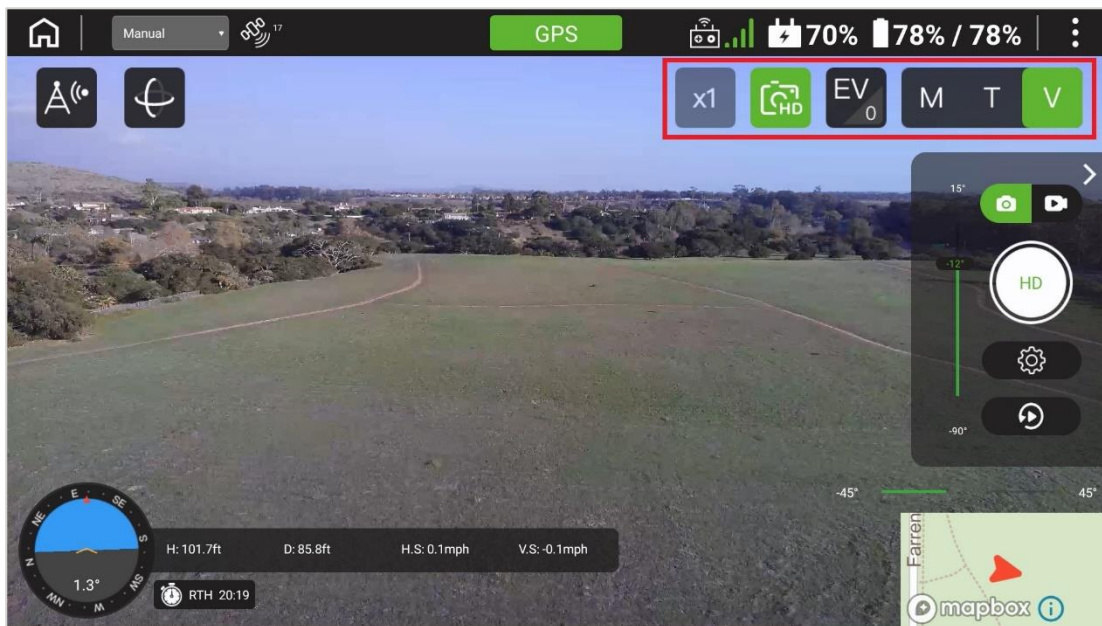 Manual
17
GPS
70%
78% / 78%
x1
HD
EV
0
M T V
15°
-12°
HD
-90°
-45°
45°
NE E SE
S
N
SW
NW W
1.3°
H: 101.7ft D: 85.8ft H.S: 0.1mph V.S: -0.1mph
RTH 20:19
Farren
mapbox